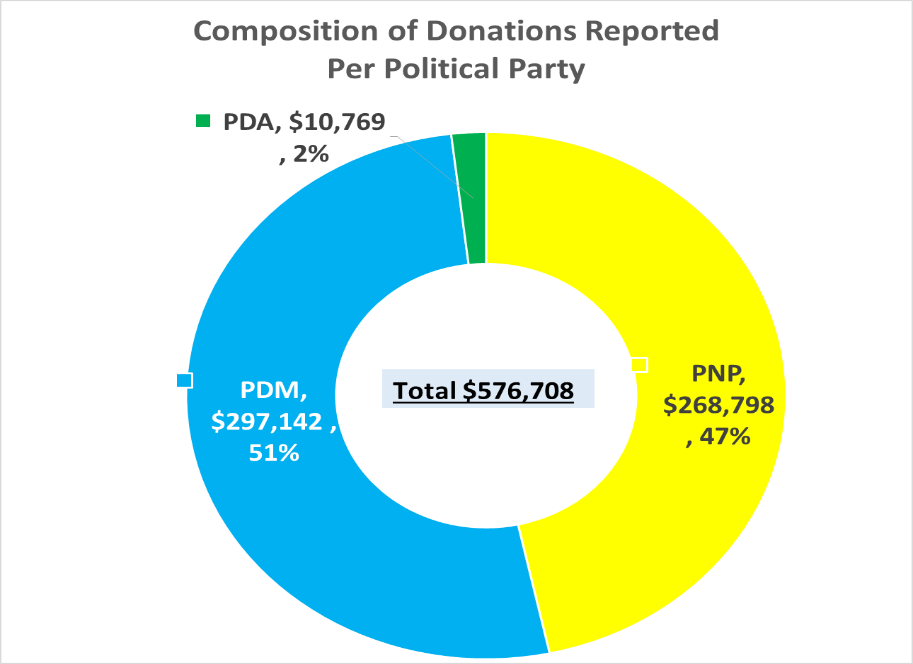 Composition of Donations Reported
Per Political Party
PDA, $10,769
, 2%
PDM,
$297,142 ,
51%
Total $576,708
PNP,
$268,798
, 47%